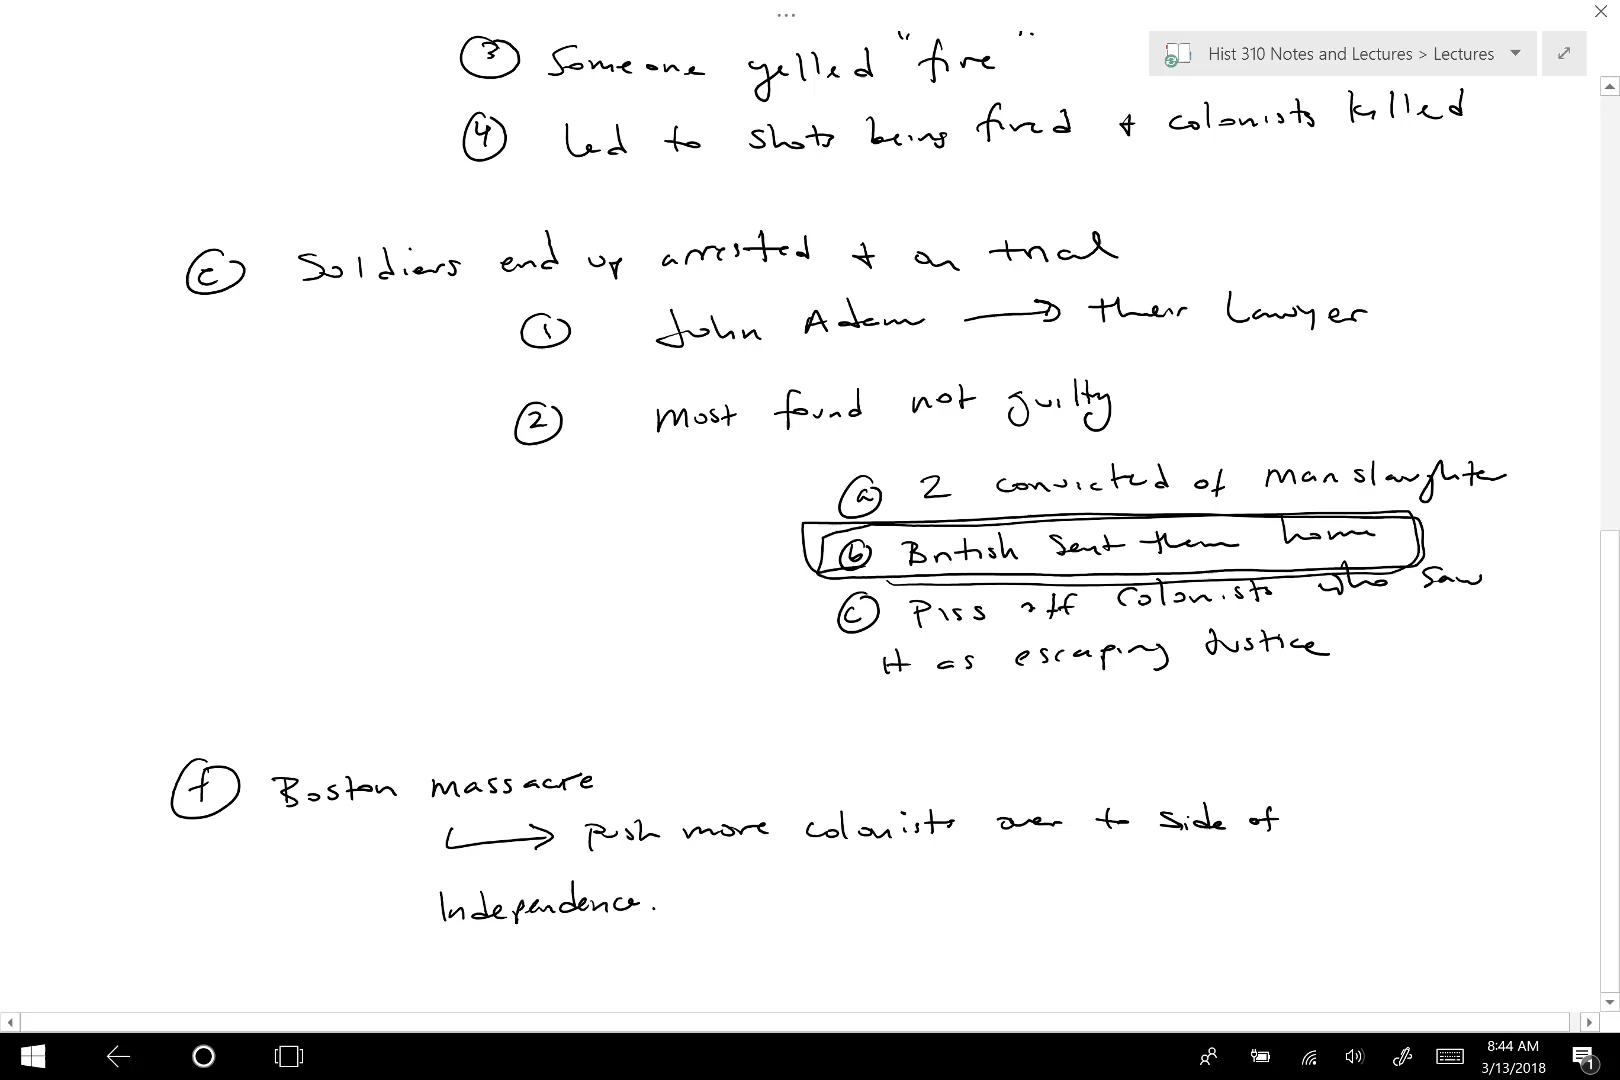 ...
③ Someone yelled "fire"
Hist 310 Notes and Lectures > Lectures
④ Led to shots being fired + colonists killed
ⓔ Soldiers end up arrested + on trial
① John Adam → their Lawyer
② most found not guilty
ⓐ 2 convicted of manslaughter
ⓑ British sent them home
ⓒ Piss off colonists who saw
it as escaping Justice
ⓕ Boston massacre
↳ push more colonists over to side of
Independence.
8:44 AM
3/13/2018
1